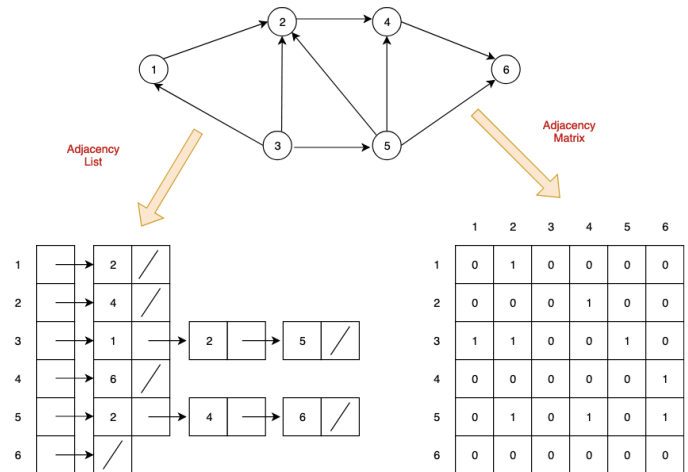 2
4
1
6
3
5
Adjacency
List
Adjacency
Matrix
1 2 3 4 5 6
1 2
2 4
3 1 2 5
4 6
5 2 4 6
6
1 0 1 0 0 0 0
2 0 0 0 1 0 0
3 1 1 0 0 1 0
4 0 0 0 0 0 1
5 0 1 0 1 0 1
6 0 0 0 0 0 0